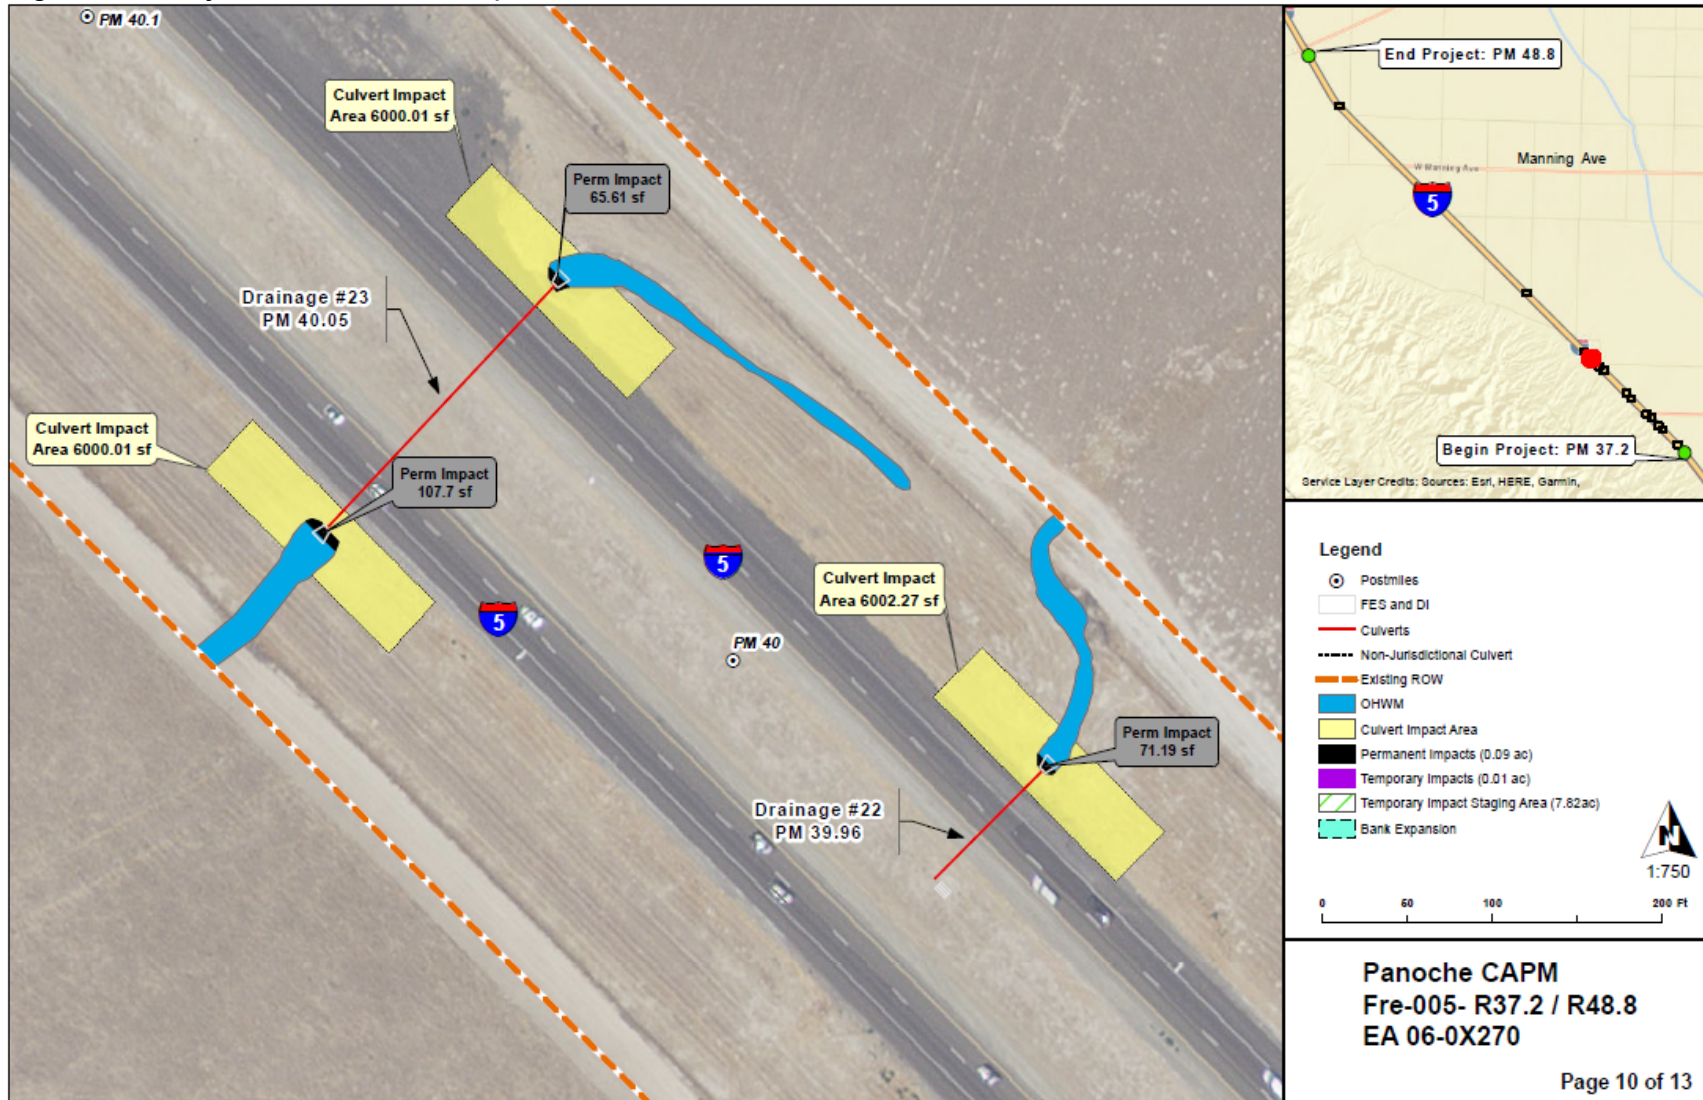 PM 40.1
Culvert Impact
Area 6000.01 sf
Perm Impact
65.61 sf
Drainage #23
PM 40.05
Culvert Impact
Area 6000.01 sf
Perm Impact
107.7 sf
5
5
Culvert Impact
Area 6002.27 sf
PM 40
Perm Impact
71.19 sf
Drainage #22
PM 39.96
End Project: PM 48.8
Manning Ave
W Manning Ave
5
Begin Project: PM 37.2
Service Layer Credits: Sources: Esri, HERE, Garmin,
Legend
Postmiles
FES and DI
Culverts
Non-Jurisdictional Culvert
Existing ROW
OHWM
Culvert Impact Area
Permanent Impacts (0.09 ac)
Temporary Impacts (0.01 ac)
Temporary Impact Staging Area (7.82ac)
Bank Expansion
N
1:750
0 50 100 200 Ft
Panoche CAPM
Fre-005- R37.2 / R48.8
EA 06-0X270
Page 10 of 13